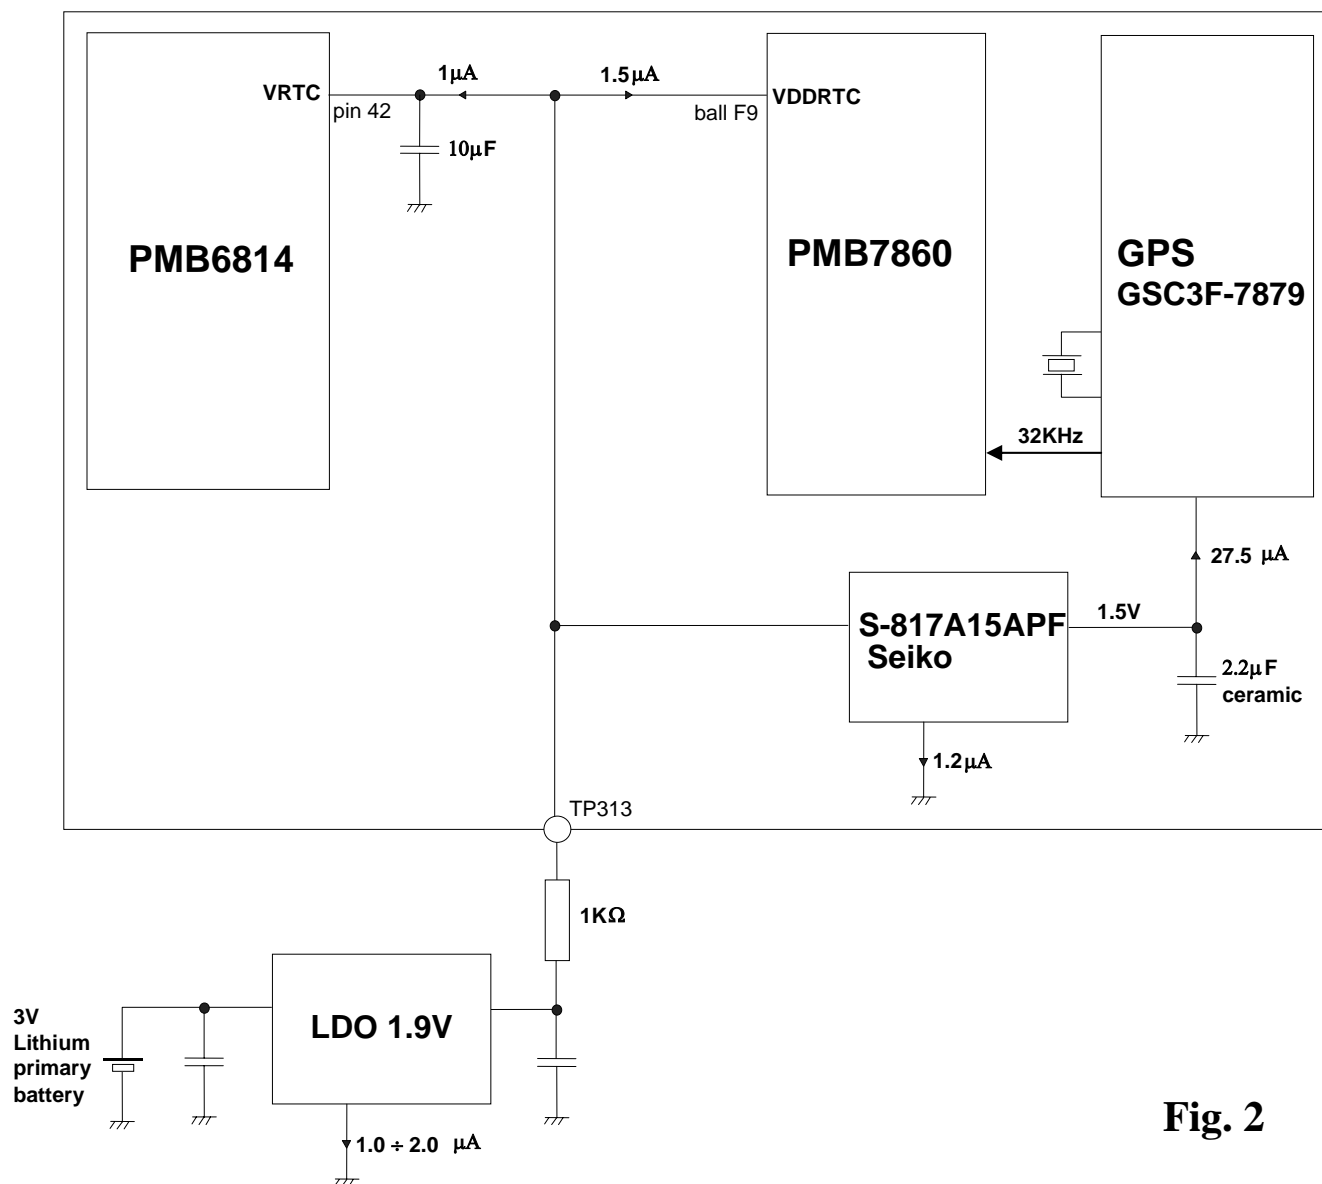 1μA
1.5μA
VRTC
pin 42
ball F9
VDDRTC
10μF
PMB6814
PMB7860
GPS
GSC3F-7879
32KHz
27.5 μA
S-817A15APF
Seiko
1.5V
2.2μF
ceramic
1.2μA
TP313
1KΩ
3V
Lithium
primary
battery
LDO 1.9V
1.0 ÷ 2.0 μA
Fig. 2